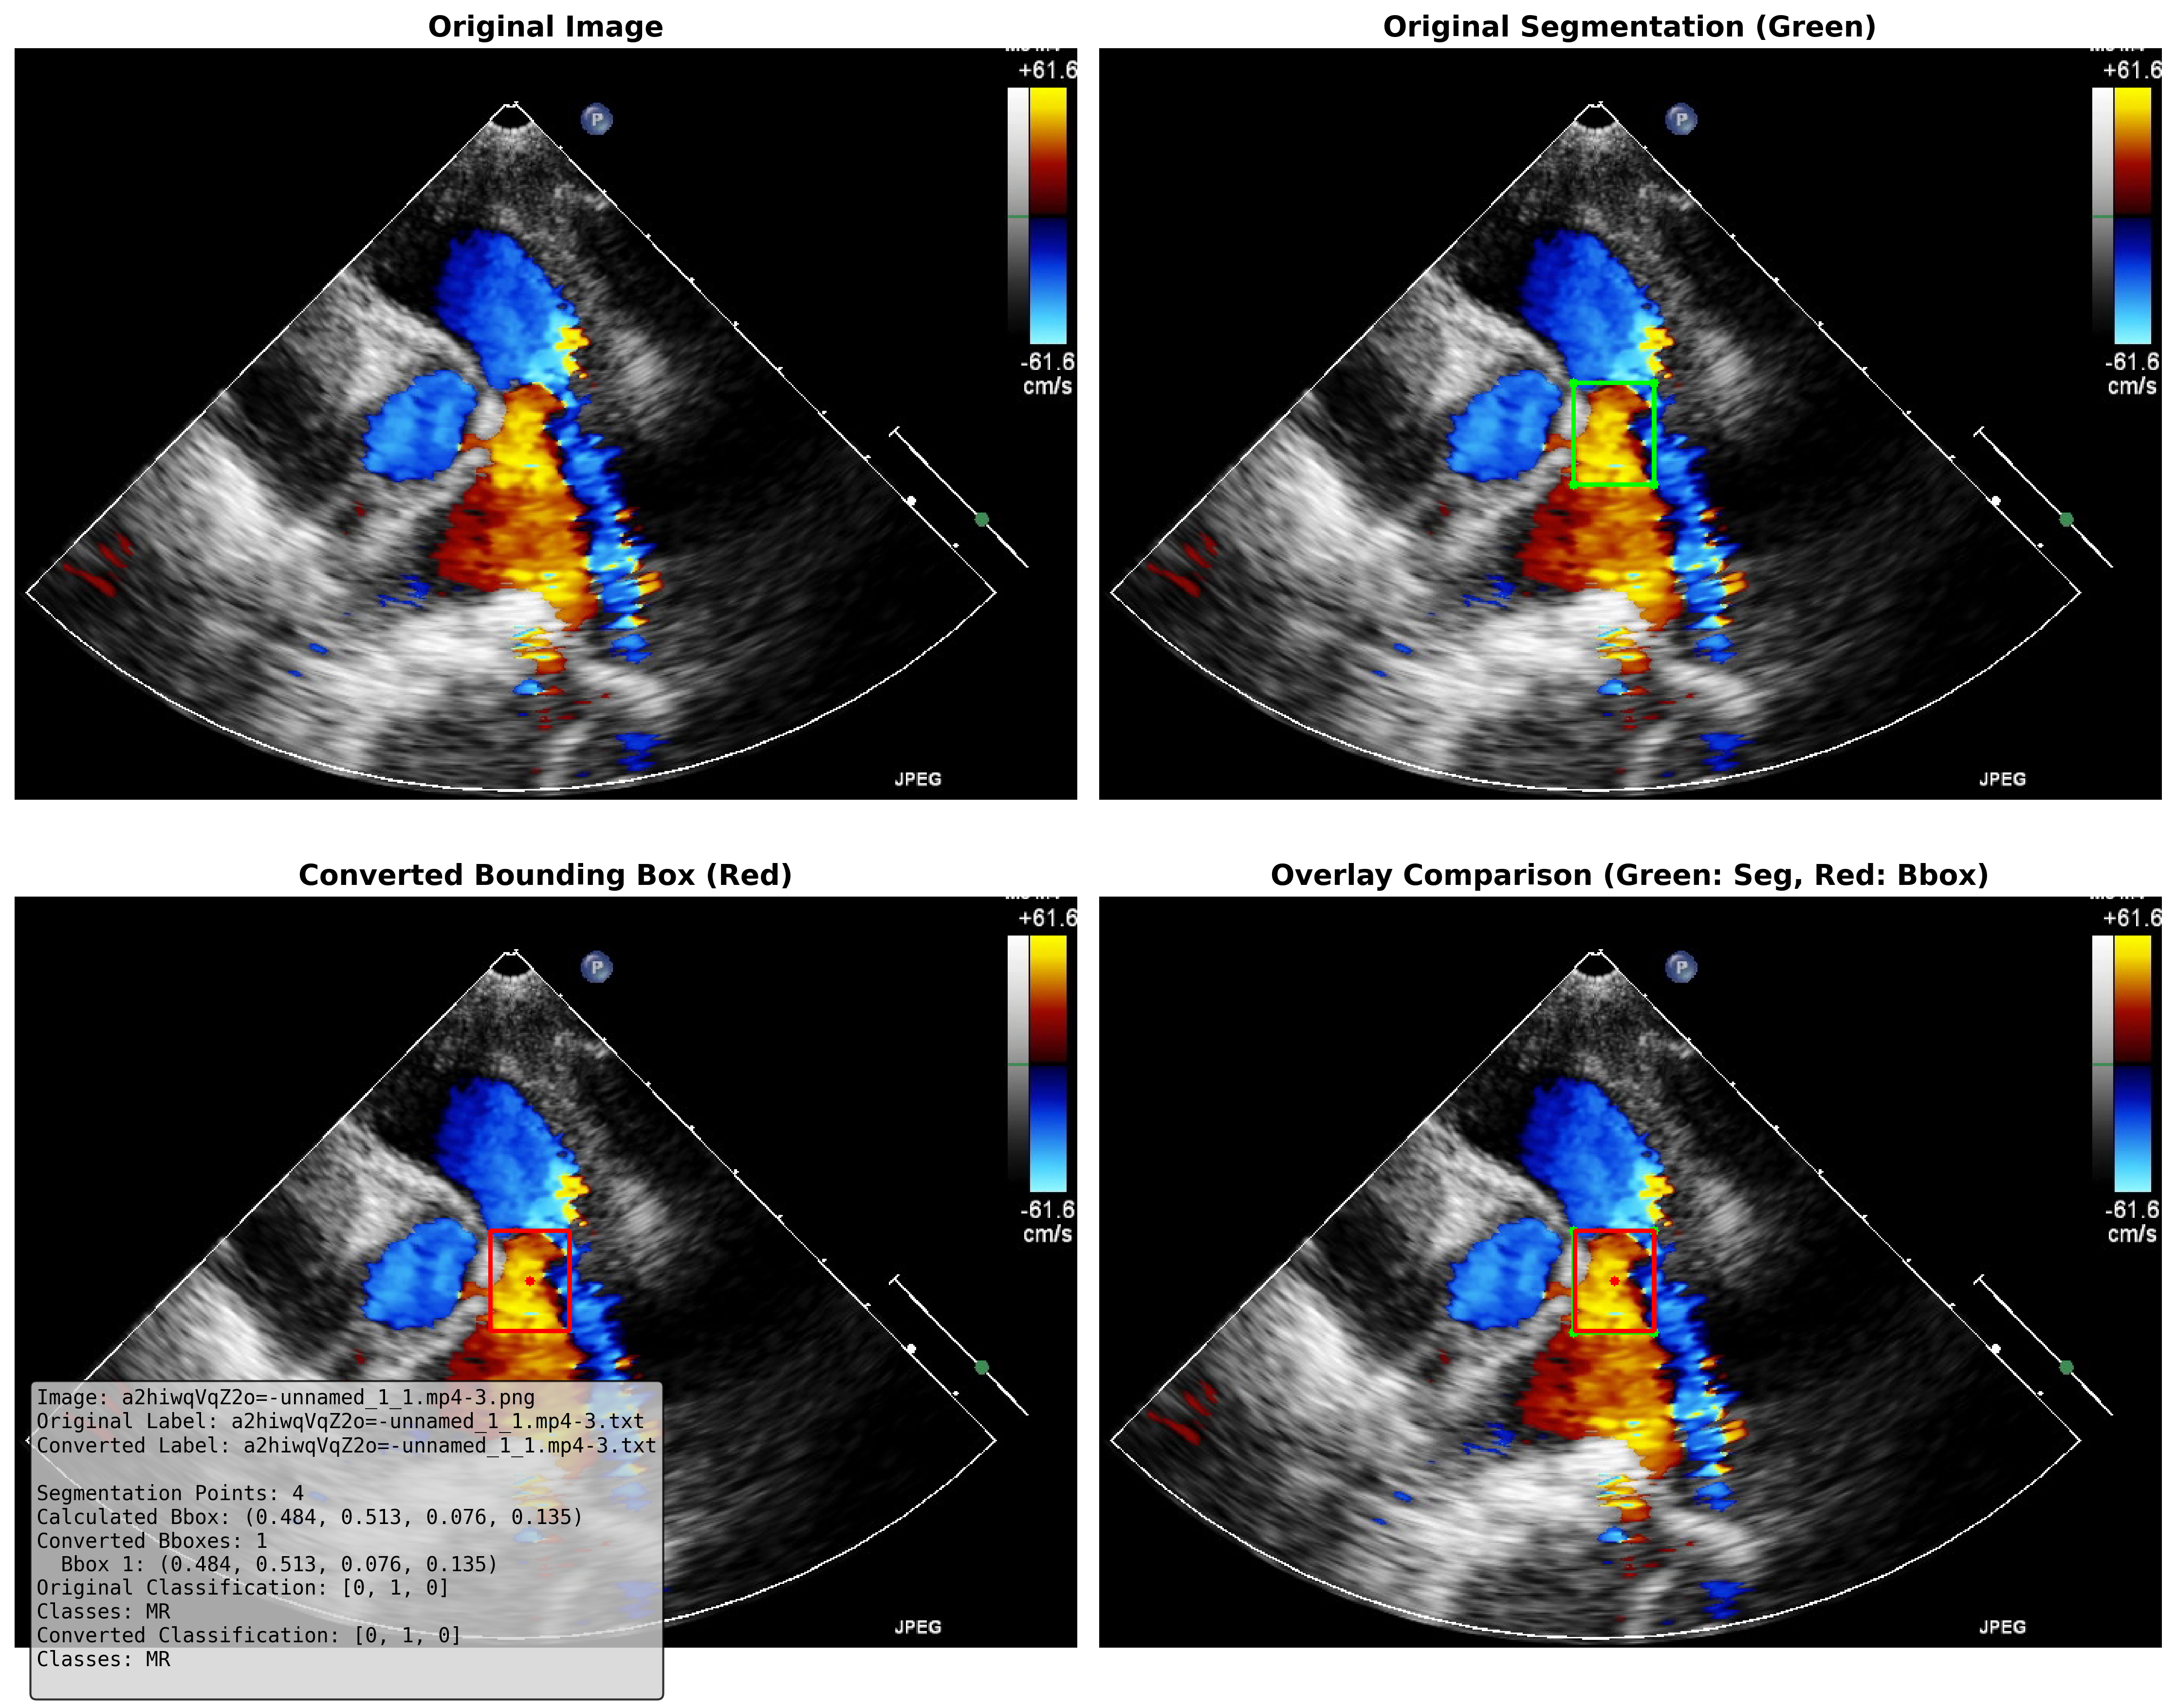 Original Image
Original Segmentation (Green)
+61.6
-61.6
cm/s
P
JPEG
+61.6
-61.6
cm/s
P
JPEG
Converted Bounding Box (Red)
Overlay Comparison (Green: Seg, Red: Bbox)
+61.6
-61.6
cm/s
P
JPEG
+61.6
-61.6
cm/s
P
JPEG
Image: a2hiwqVqZ2o=-unnamed_1_1.mp4-3.png
Original Label: a2hiwqVqZ2o=-unnamed_1_1.mp4-3.txt
Converted Label: a2hiwqVqZ2o=-unnamed_1_1.mp4-3.txt
Segmentation Points: 4
Calculated Bbox: (0.484, 0.513, 0.076, 0.135)
Converted Bboxes: 1
Bbox 1: (0.484, 0.513, 0.076, 0.135)
Original Classification: [0, 1, 0]
Classes: MR
Converted Classification: [0, 1, 0]
Classes: MR